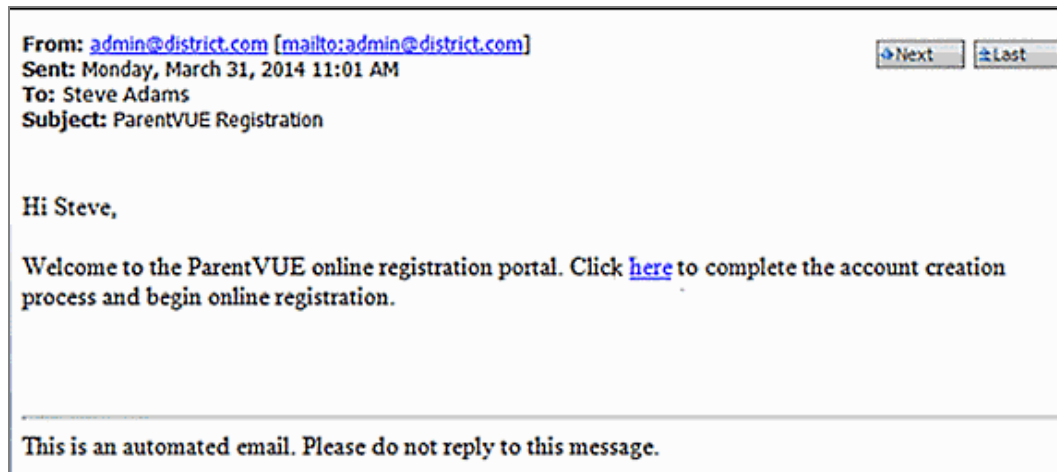 From: admin@district.com [mailto:admin@district.com]
Next Last
Sent: Monday, March 31, 2014 11:01 AM
To: Steve Adams
Subject: ParentVUE Registration
Hi Steve,
Welcome to the ParentVUE online registration portal. Click here to complete the account creation
process and begin online registration.
This is an automated email. Please do not reply to this message.